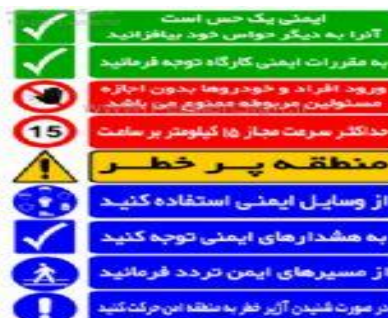 ایمنی یک حس است
آنرا به دیگر حواس خود بیافزائید
به مقررات ایمنی کارگاه توجه فرمائید
ورود افراد و خودروها بدون اجازه
مسئولین مربوطه ممنوع می باشد
15
حداکثر سرعت مجاز ۱۵ کیلومتر بر ساعت
منطقه پر خطر
از وسایل ایمنی استفاده کنید
به هشدارهای ایمنی توجه کنید
از مسیرهای ایمن تردد فرمائید
در صورت شنیدن آژیر خطر به منطقه امن حرکت کنید